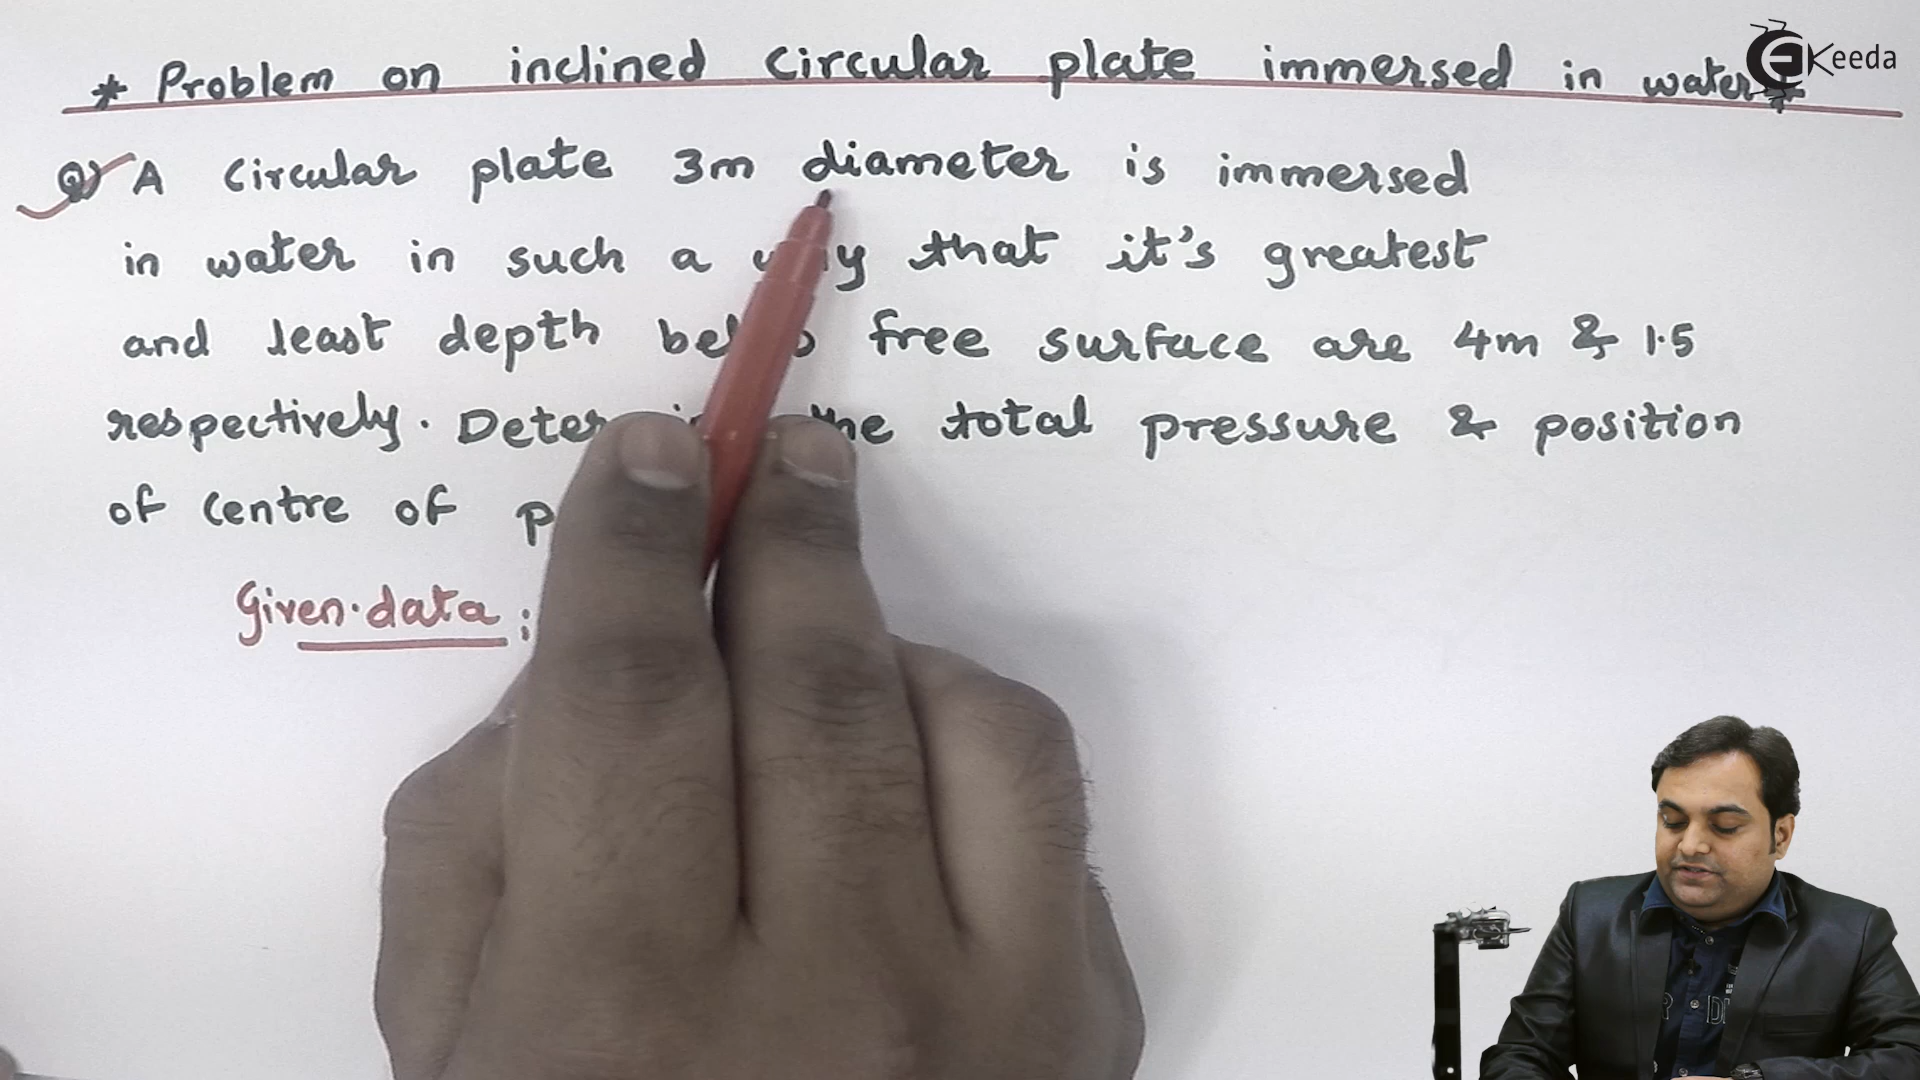 * Problem on inclined circular plate immersed in water *
Keeda
Q) A circular plate 3m diameter is immersed
in water in such a that it's greatest
and least depth free surface are 4m & 1.5
respectively. the total pressure & position
of centre of
Given data :